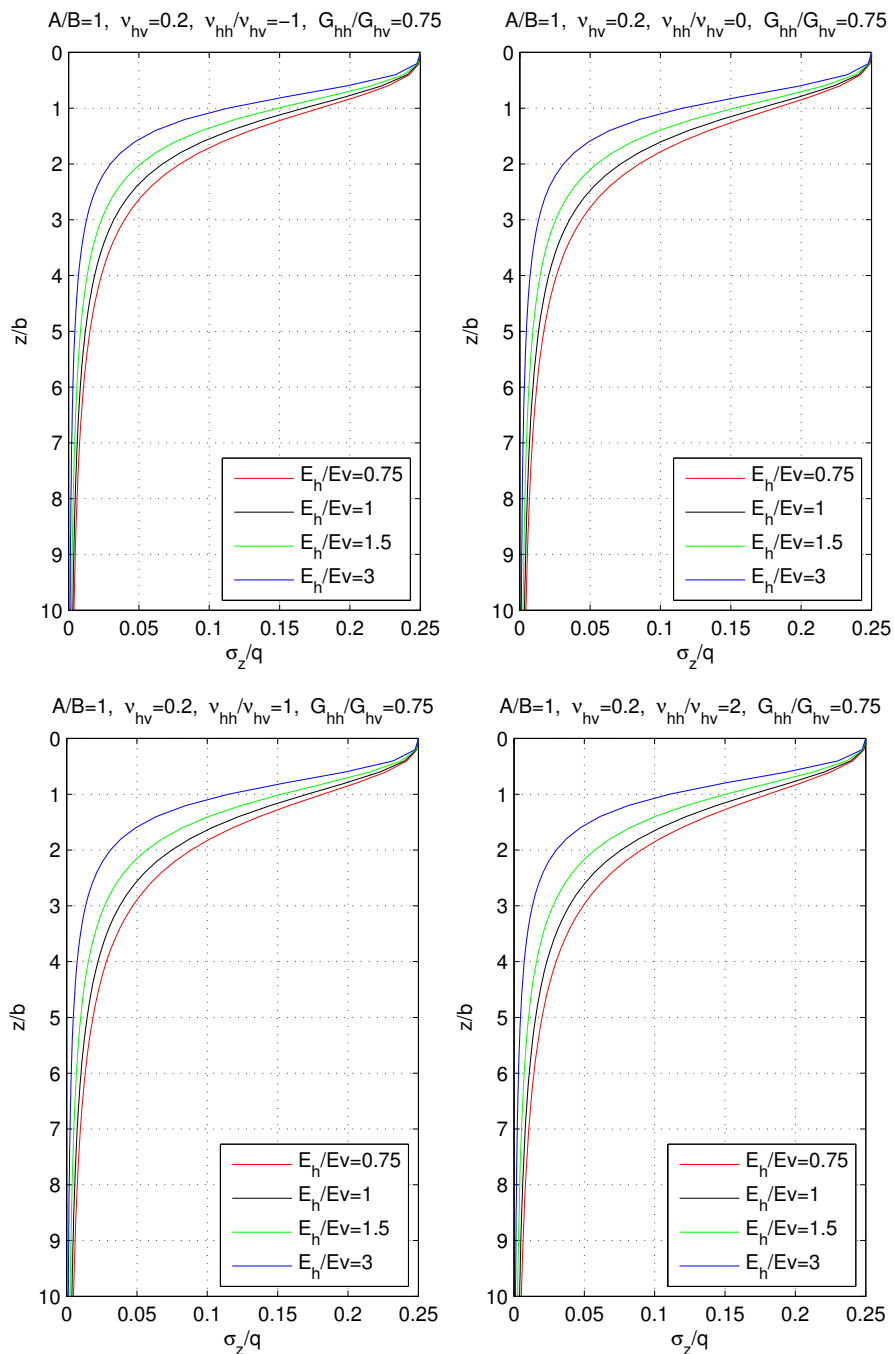 A/B=1, ν_hv=0.2, ν_hh/ν_hv=−1, G_hh/G_hv=0.75
0
1
2
3
4
5
6
7
8
9
10
z/b
0 0.05 0.1 0.15 0.2 0.25
σ_z/q
E_h/Ev=0.75
E_h/Ev=1
E_h/Ev=1.5
E_h/Ev=3
A/B=1, ν_hv=0.2, ν_hh/ν_hv=0, G_hh/G_hv=0.75
0
1
2
3
4
5
6
7
8
9
10
z/b
0 0.05 0.1 0.15 0.2 0.25
σ_z/q
E_h/Ev=0.75
E_h/Ev=1
E_h/Ev=1.5
E_h/Ev=3
A/B=1, ν_hv=0.2, ν_hh/ν_hv=1, G_hh/G_hv=0.75
0
1
2
3
4
5
6
7
8
9
10
z/b
0 0.05 0.1 0.15 0.2 0.25
σ_z/q
E_h/Ev=0.75
E_h/Ev=1
E_h/Ev=1.5
E_h/Ev=3
A/B=1, ν_hv=0.2, ν_hh/ν_hv=2, G_hh/G_hv=0.75
0
1
2
3
4
5
6
7
8
9
10
z/b
0 0.05 0.1 0.15 0.2 0.25
σ_z/q
E_h/Ev=0.75
E_h/Ev=1
E_h/Ev=1.5
E_h/Ev=3